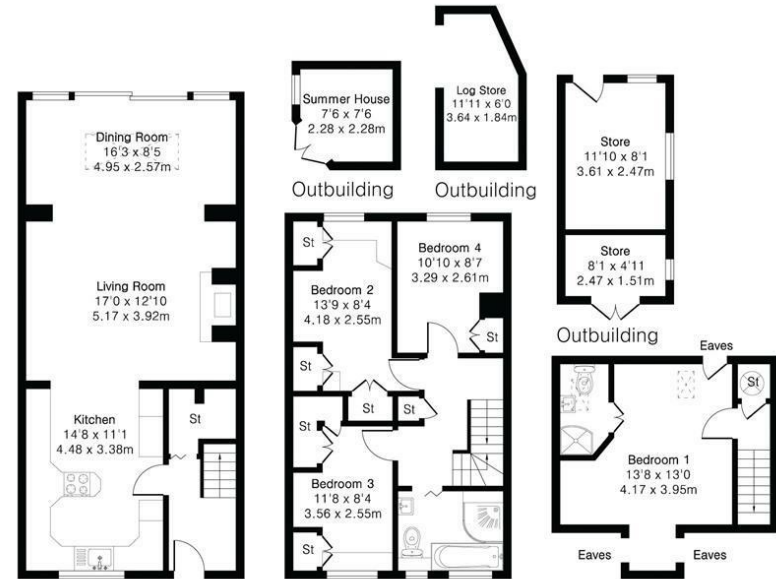 Dining Room
16'3 x 8'5
4.95 x 2.57m
Living Room
17'0 x 12'10
5.17 x 3.92m
Kitchen
14'8 x 11'1
4.48 x 3.38m
St
Summer House
7'6 x 7'6
2.28 x 2.28m
Outbuilding
Log Store
11'11 x 6'0
3.64 x 1.84m
Outbuilding
Store
11'10 x 8'1
3.61 x 2.47m
Store
8'1 x 4'11
2.47 x 1.51m
Outbuilding
St
Bedroom 2
13'9 x 8'4
4.18 x 2.55m
St
St
St
Bedroom 4
10'10 x 8'7
3.29 x 2.61m
St
Bedroom 3
11'8 x 8'4
3.56 x 2.55m
St
St
Eaves
St
Bedroom 1
13'8 x 13'0
4.17 x 3.95m
Eaves
Eaves